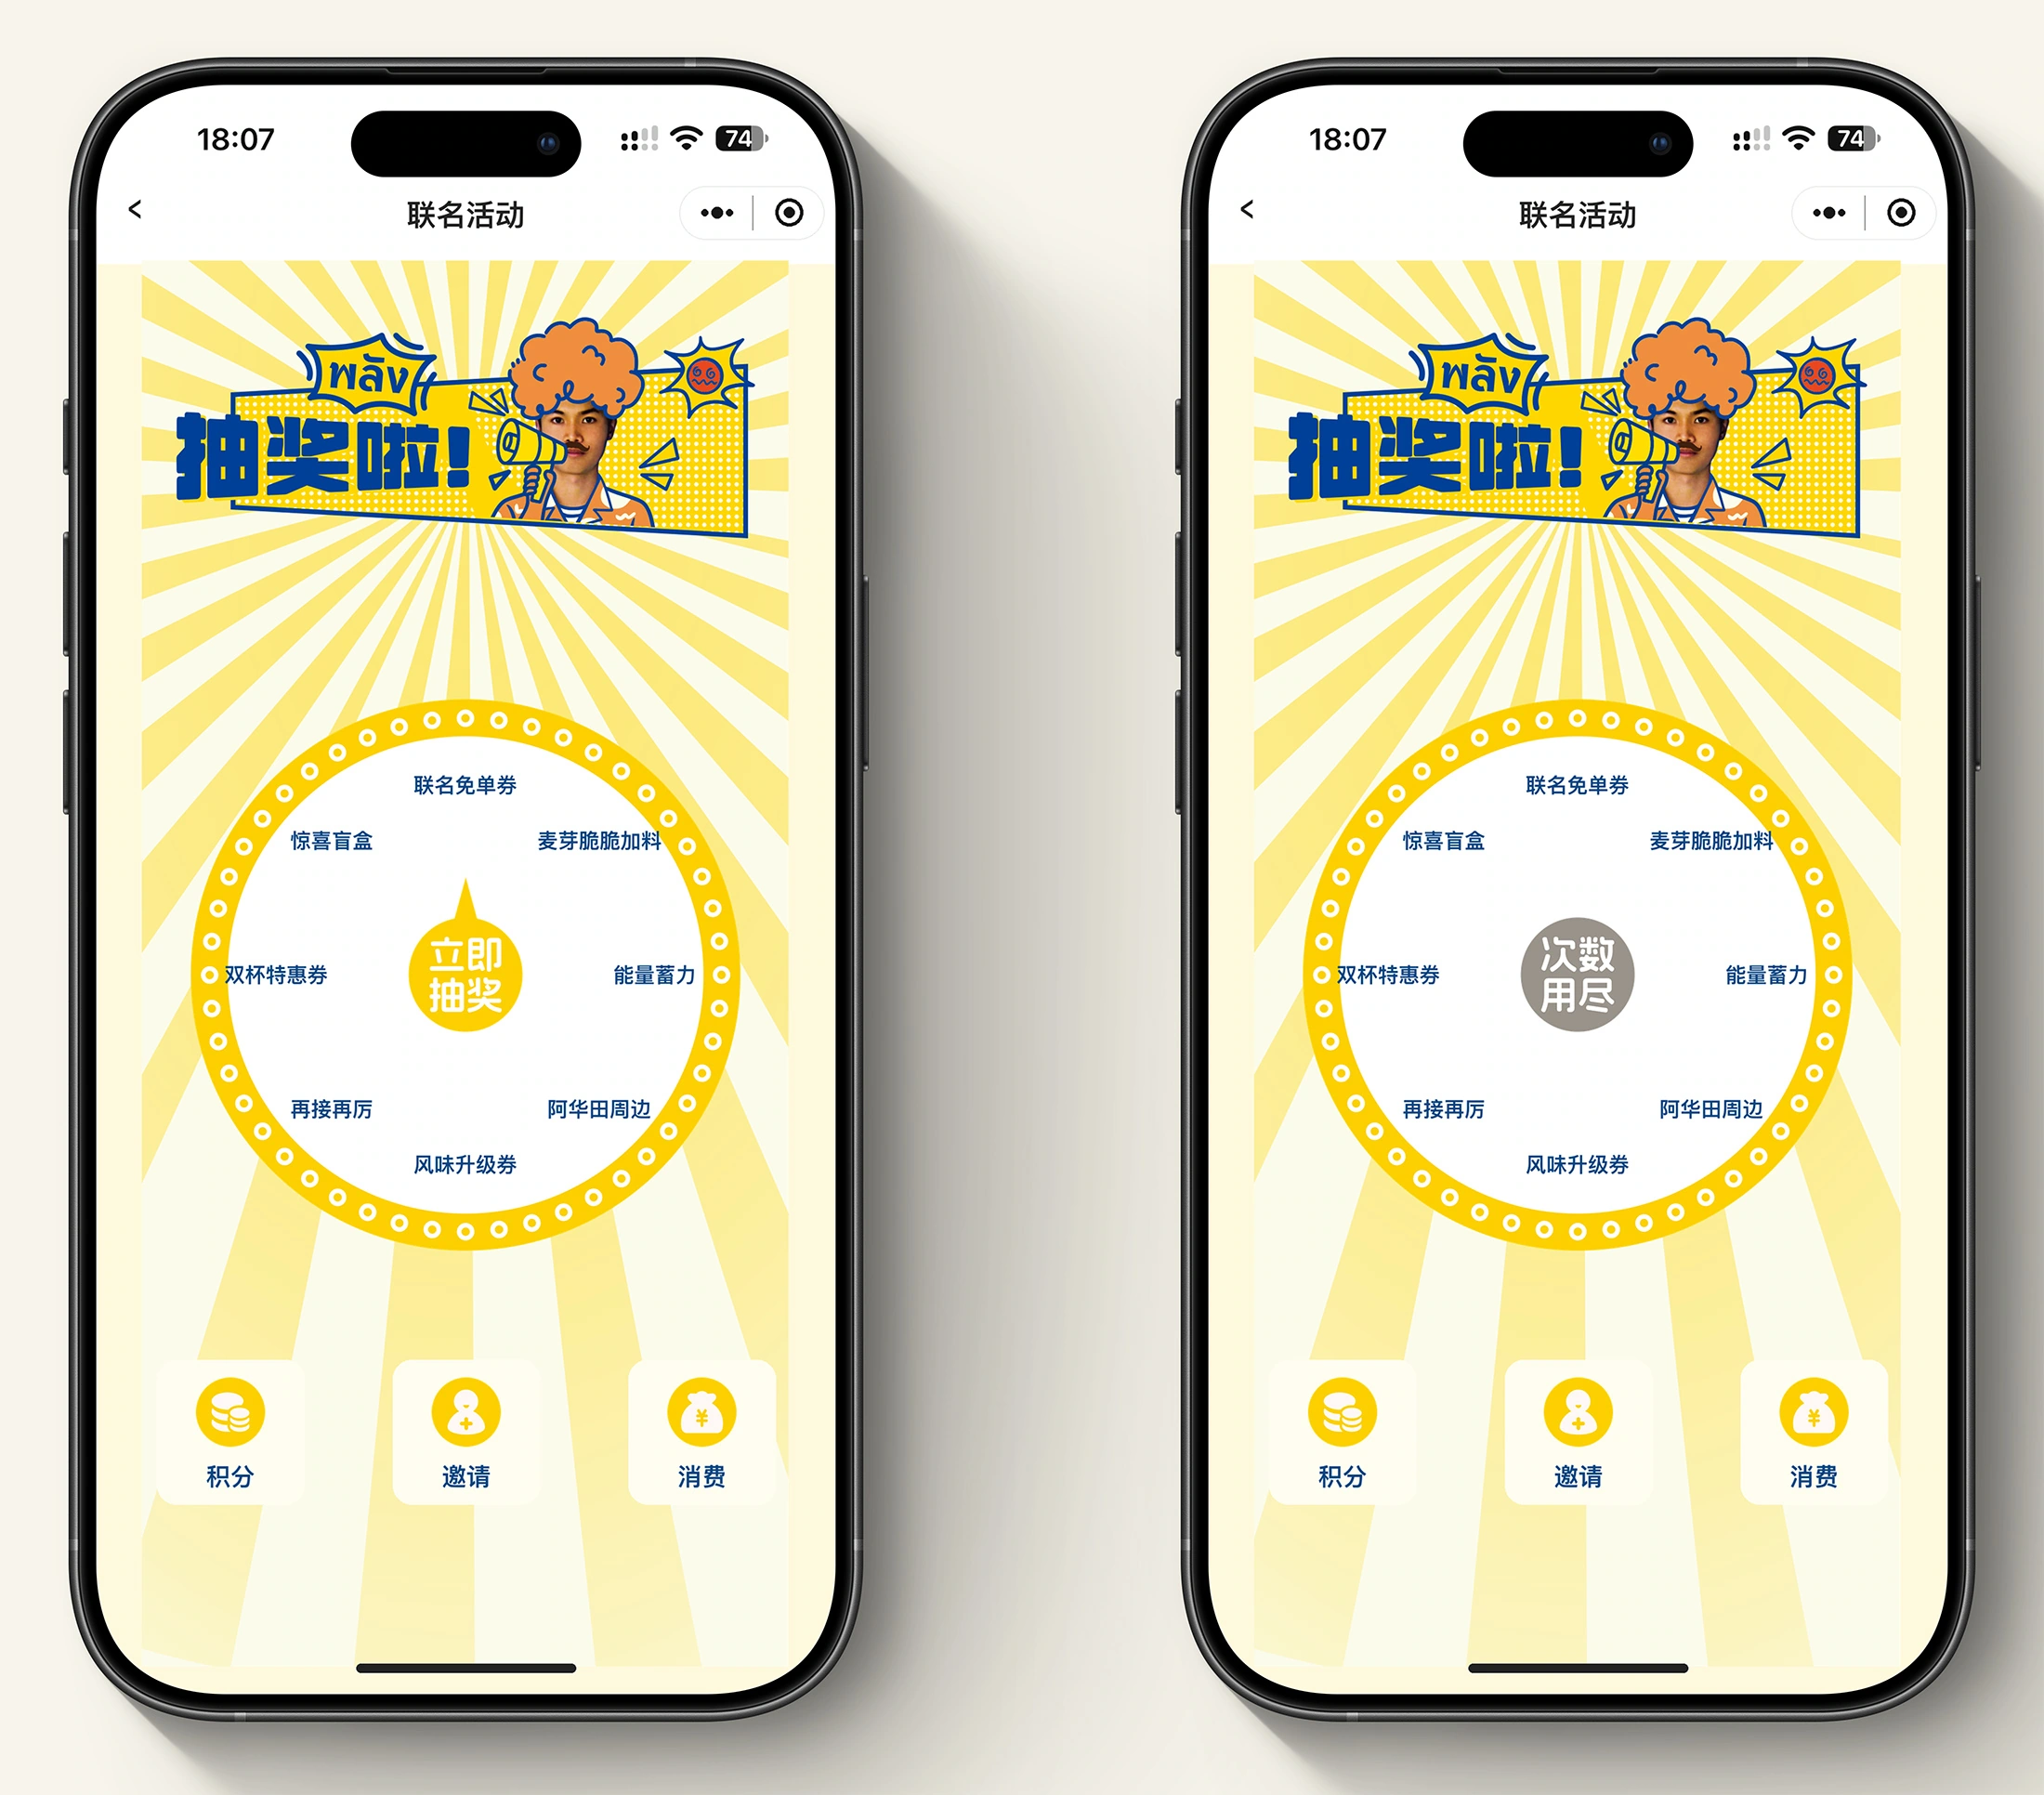 18:07
74
<
联名活动
พลัง
抽奖啦!
联名免单券
惊喜盲盒
麦芽脆脆加料
双杯特惠券
立即
抽奖
能量蓄力
再接再厉
阿华田周边
风味升级券
积分
邀请
¥
消费
18:07
74
<
联名活动
พลัง
抽奖啦!
联名免单券
惊喜盲盒
麦芽脆脆加料
双杯特惠券
次数
用尽
能量蓄力
再接再厉
阿华田周边
风味升级券
积分
邀请
¥
消费